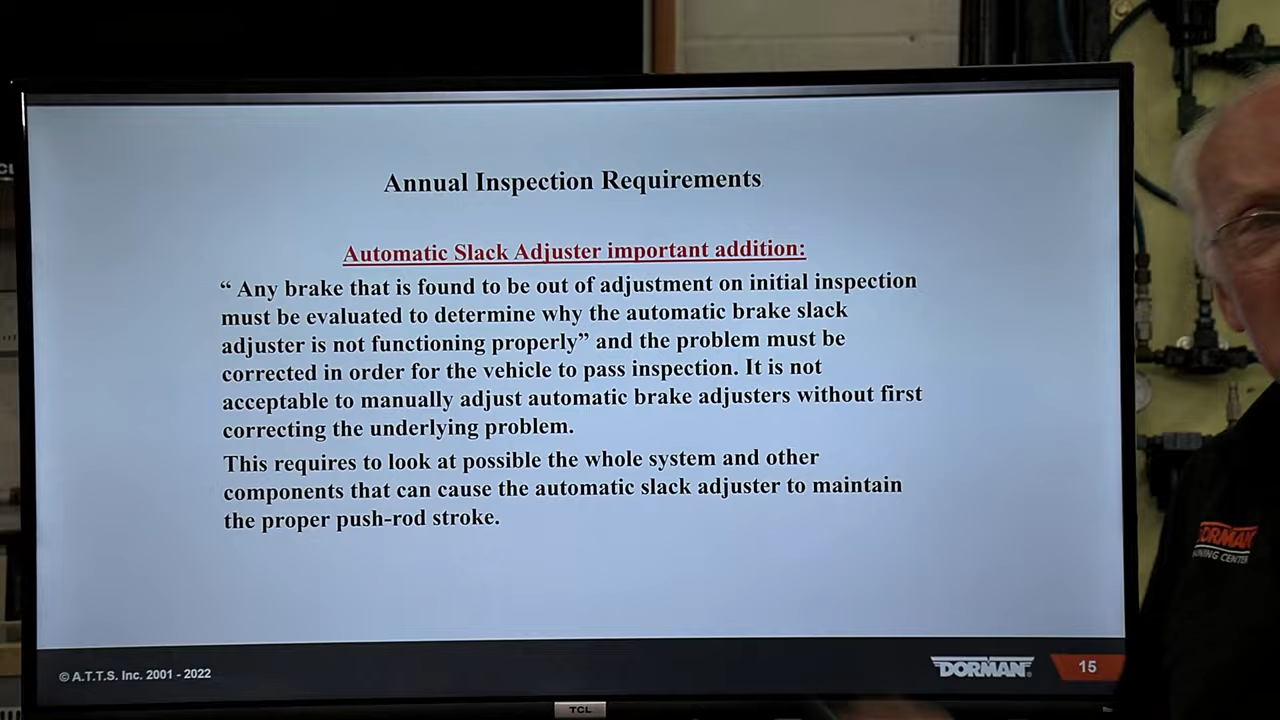 Annual Inspection Requirements
Automatic Slack Adjuster important addition:
“ Any brake that is found to be out of adjustment on initial inspection
must be evaluated to determine why the automatic brake slack
adjuster is not functioning properly” and the problem must be
corrected in order for the vehicle to pass inspection. It is not
acceptable to manually adjust automatic brake adjusters without first
correcting the underlying problem.
This requires to look at possible the whole system and other
components that can cause the automatic slack adjuster to maintain
the proper push-rod stroke.
© A.T.T.S. Inc. 2001 - 2022
DORMAN
15
TCL
DORMAN